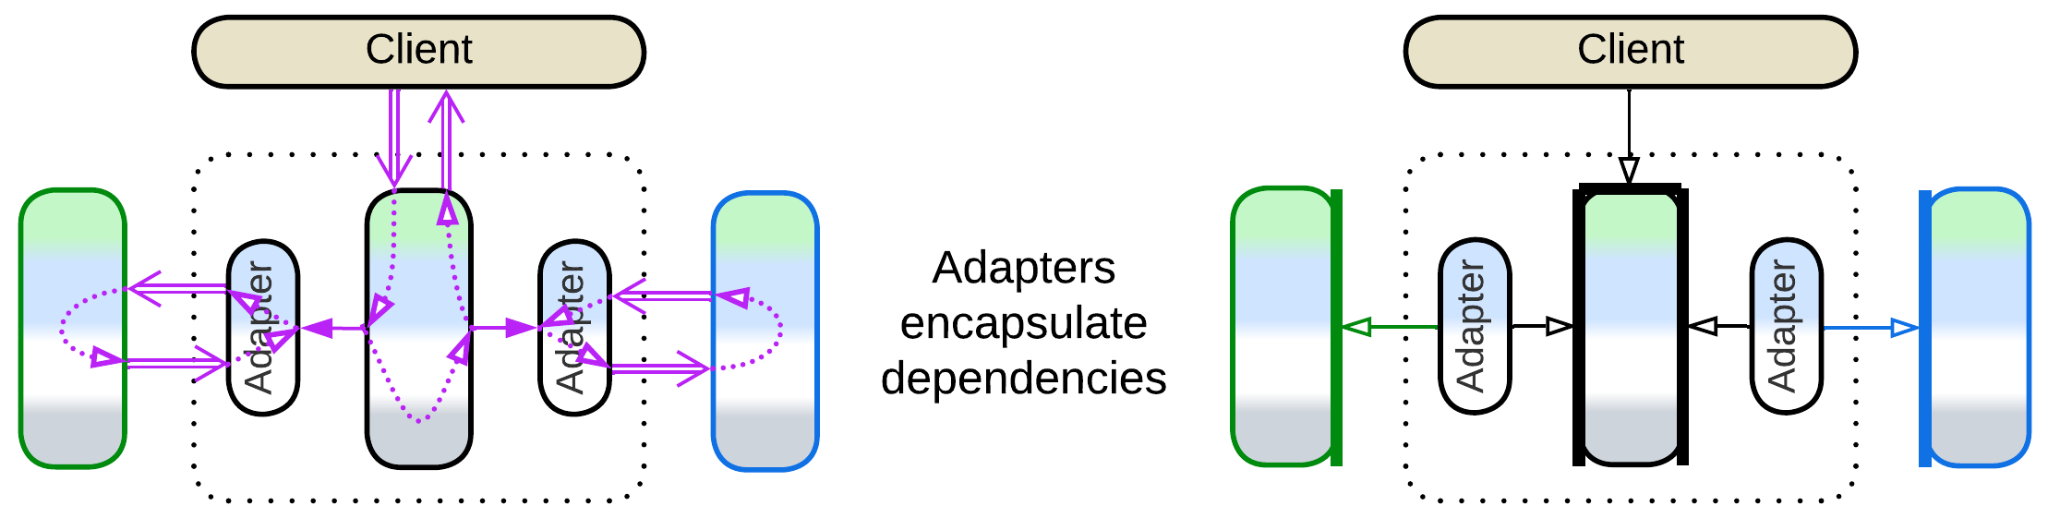 Client
Adapter
Adapter
Adapters
encapsulate
dependencies
Client
Adapter
Adapter